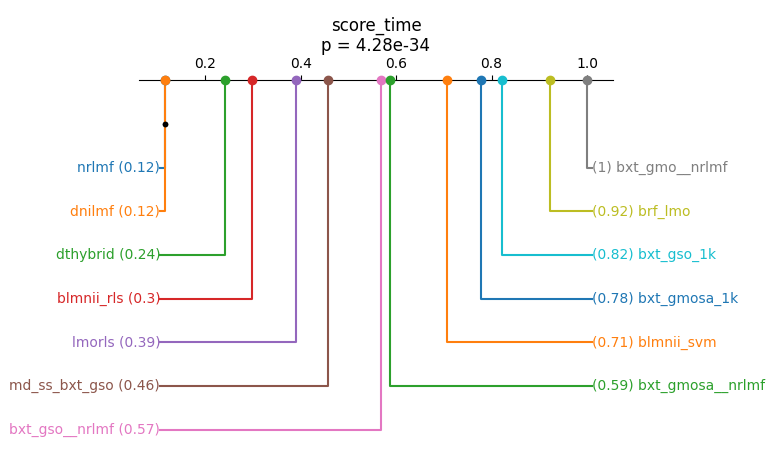 score_time
p = 4.28e-34
0.2 0.4 0.6 0.8 1.0
nrlmf (0.12)
dnilmf (0.12)
dthybrid (0.24)
blmnii_rls (0.3)
lmorls (0.39)
md_ss_bxt_gso (0.46)
bxt_gso__nrlmf (0.57)
(1) bxt_gmo__nrlmf
(0.92) brf_lmo
(0.82) bxt_gso_1k
(0.78) bxt_gmosa_1k
(0.71) blmnii_svm
(0.59) bxt_gmosa__nrlmf